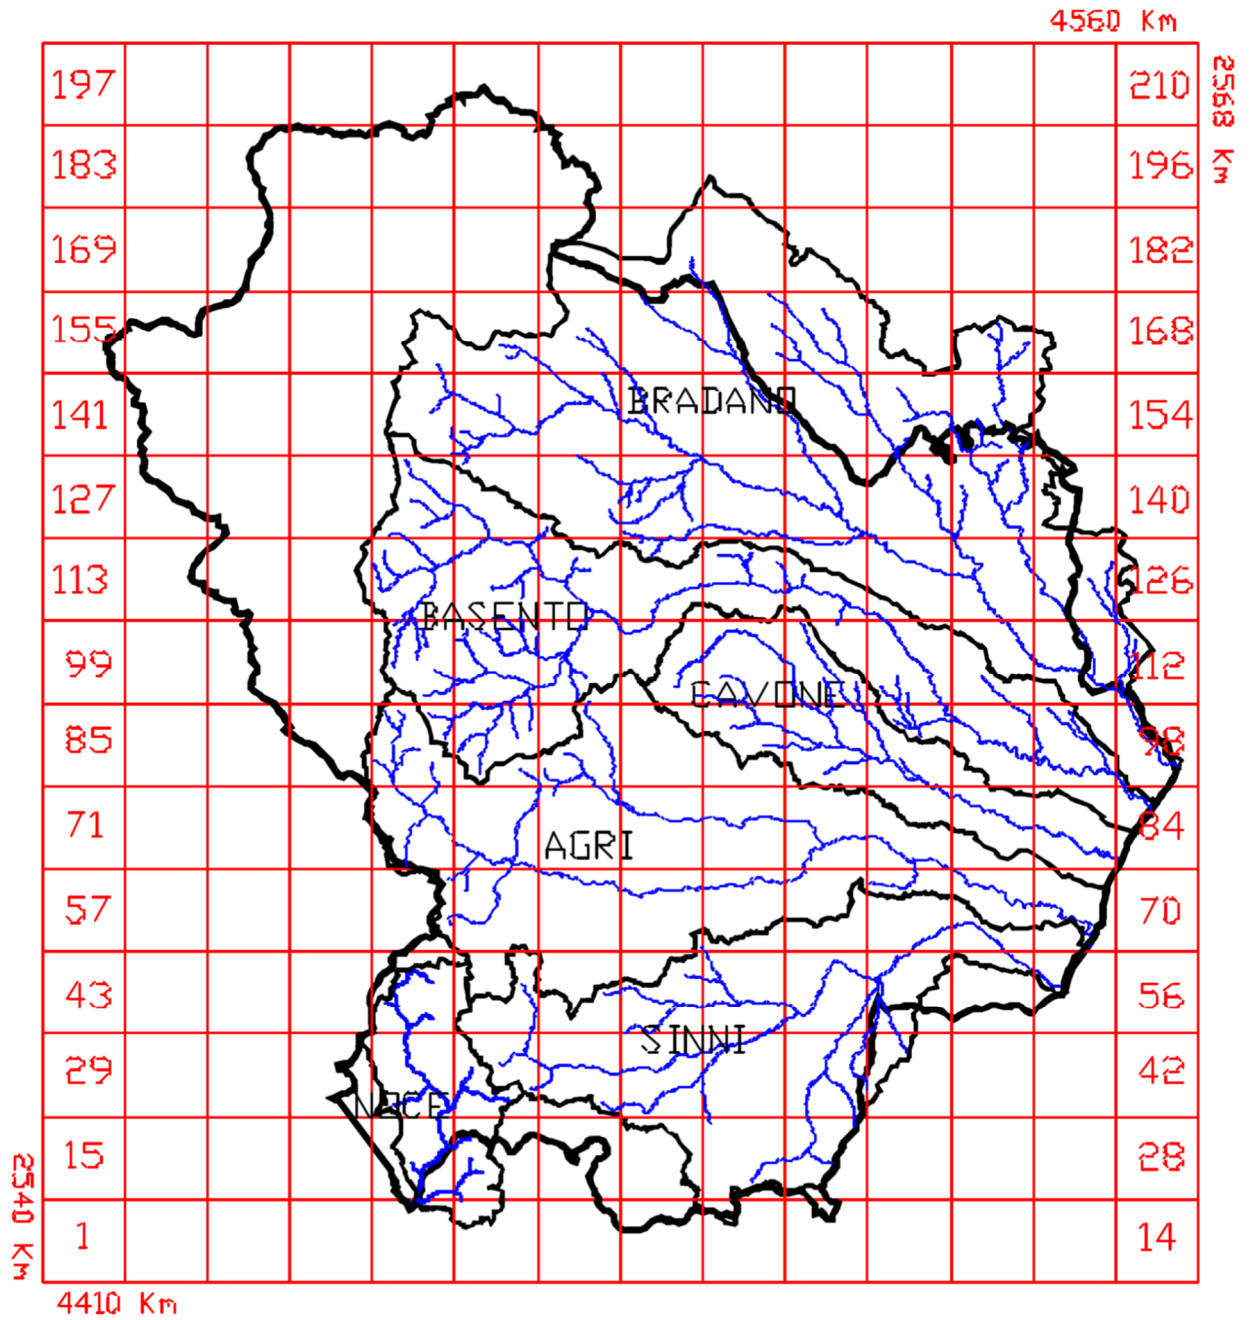 4560 Km
2568 Km
197 210
183 196
169 182
155 168
141 BRADANO 154
127 140
113 126
BASENTO
99 112
CAVONE
85 98
71 84
AGRI
57 70
43 56
SINNI
29 42
NOCE
15 28
2540 Km
1 14
4410 Km